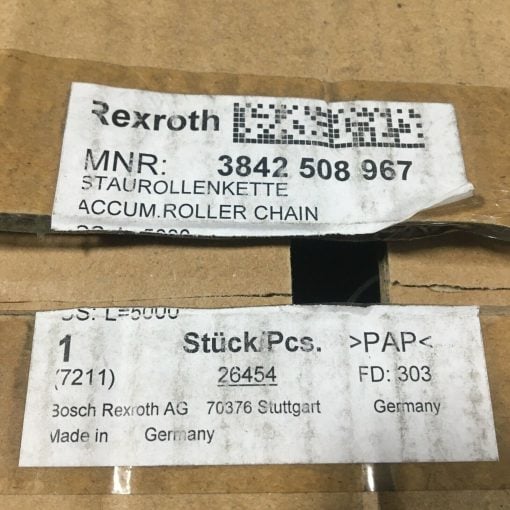 Rexroth
MNR: 3842 508 967
STAUROLLENKETTE
ACCUM.ROLLER CHAIN
L=5000
1 Stück/Pcs. >PAP<
(7211) 26454 FD: 303
Bosch Rexroth AG 70376 Stuttgart Germany
Made in Germany